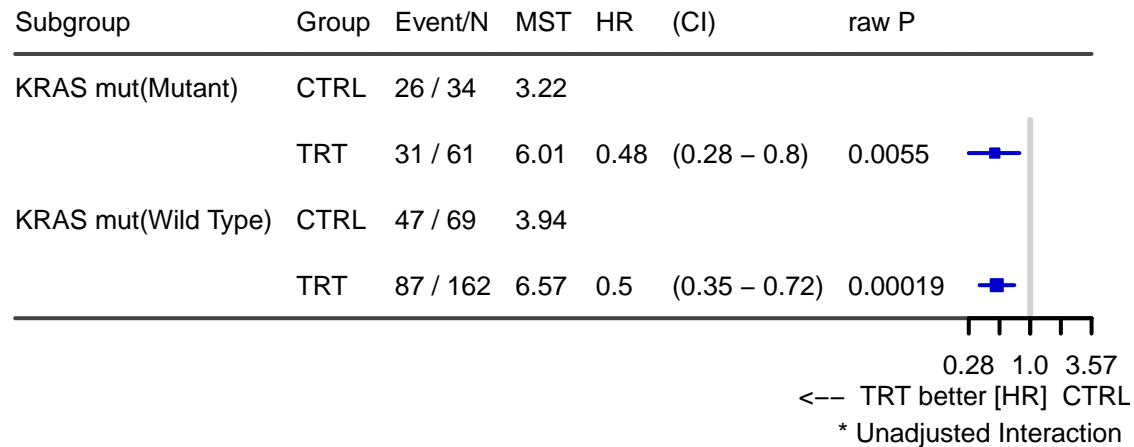 Subgroup Group Event/N MST HR (CI) raw P
KRAS mut(Mutant) CTRL 26 / 34 3.22
TRT 31 / 61 6.01 0.48 (0.28 − 0.8) 0.0055
KRAS mut(Wild Type) CTRL 47 / 69 3.94
TRT 87 / 162 6.57 0.5 (0.35 − 0.72) 0.00019
0.28 1.0 3.57
<−− TRT better [HR] CTRL
* Unadjusted Interaction